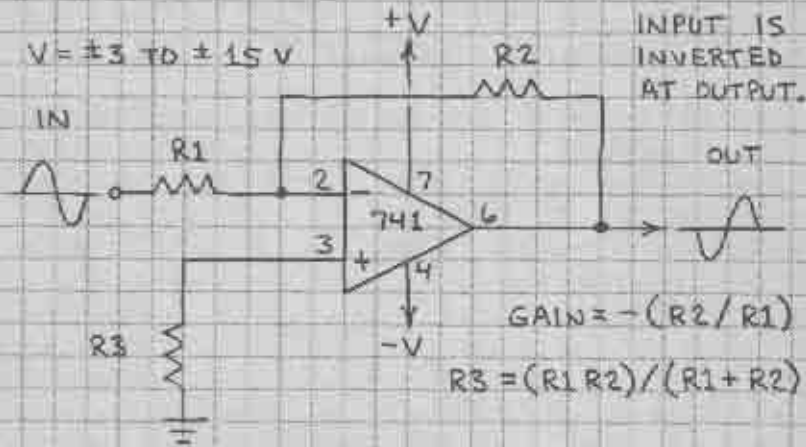 V = ±3 TO ± 15 V
+V
R2
INPUT IS
INVERTED
AT OUTPUT.
IN
R1
OUT
2
-
7
741
6
3
+
4
-V
R3
GAIN = -(R2/R1)
R3 = (R1 R2)/(R1 + R2)